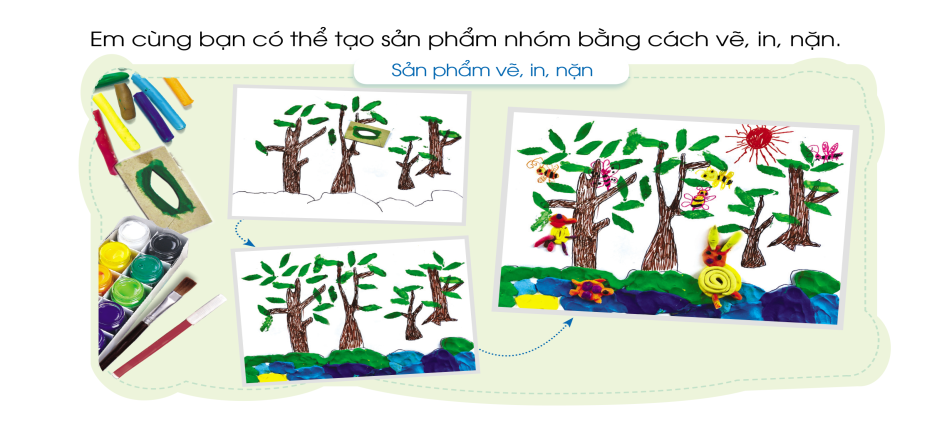 Em cùng bạn có thể tạo sản phẩm nhóm bằng cách vẽ, in, nặn.
Sản phẩm vẽ, in, nặn